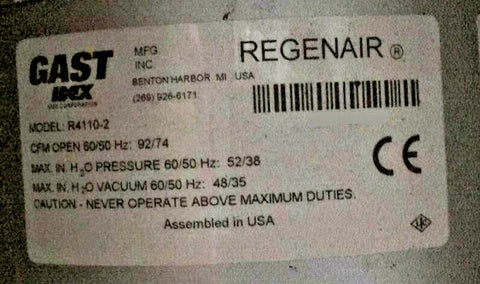 GAST
IDEX
IDEX CORPORATION
MFG
INC.
BENTON HARBOR MI, USA
(269) 926-6171
REGENAIR ®
MODEL: R4110-2
CFM OPEN 60/50 Hz: 92/74
MAX. IN. H2O PRESSURE 60/50 Hz: 52/38
MAX. IN. H2O VACUUM 60/50 Hz: 48/35
CAUTION - NEVER OPERATE ABOVE MAXIMUM DUTIES.
Assembled in USA
CE